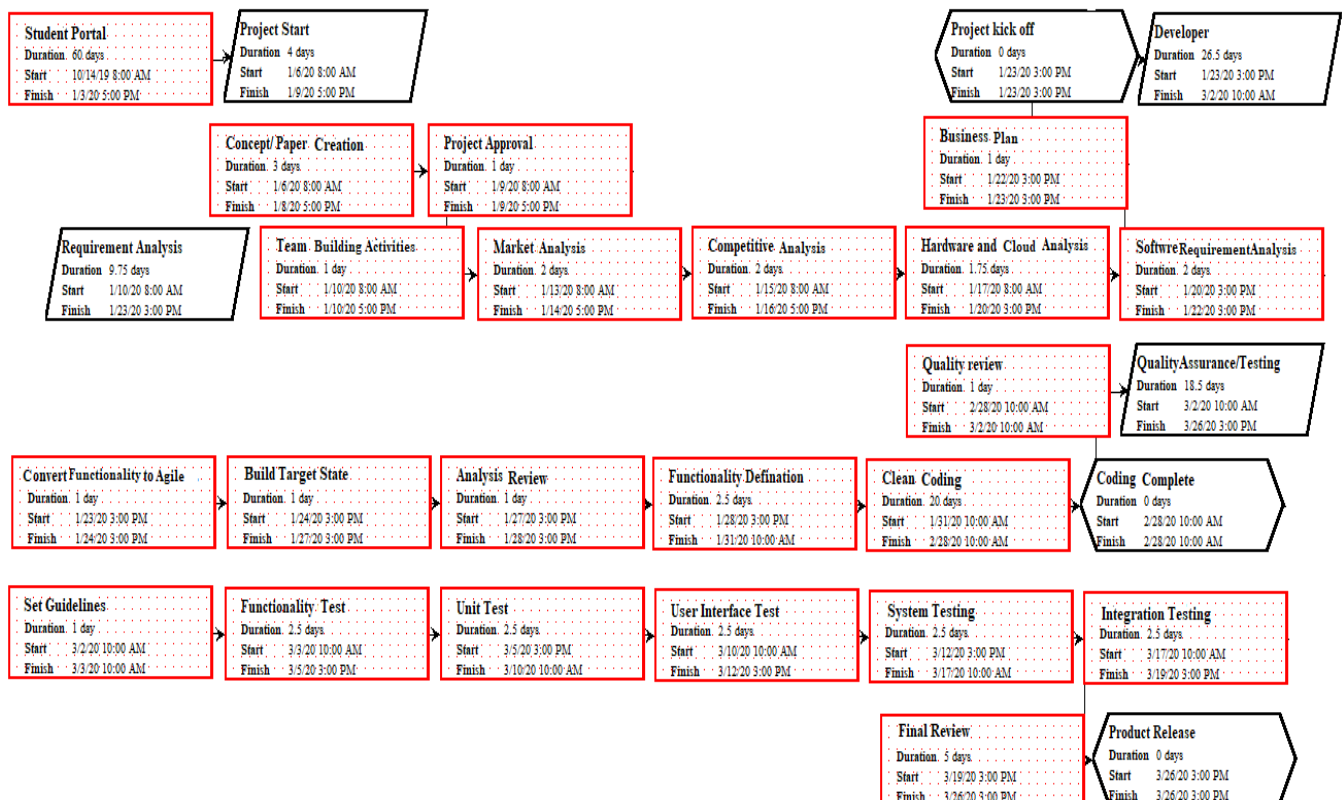 Student Portal
Duration 60 days
Start 10/14/19 8:00 AM
Finish 1/3/20 5:00 PM
Project Start
Duration 4 days
Start 1/6/20 8:00 AM
Finish 1/9/20 5:00 PM
Project kick off
Duration 0 days
Start 1/23/20 3:00 PM
Finish 1/23/20 3:00 PM
Developer
Duration 26.5 days
Start 1/23/20 3:00 PM
Finish 3/2/20 10:00 AM
Concept/ Paper Creation
Duration 3 days
Start 1/6/20 8:00 AM
Finish 1/8/20 5:00 PM
Project Approval
Duration 1 day
Start 1/9/20 8:00 AM
Finish 1/9/20 5:00 PM
Business Plan
Duration 1 day
Start 1/22/20 3:00 PM
Finish 1/23/20 3:00 PM
Requirement Analysis
Duration 9.75 days
Start 1/10/20 8:00 AM
Finish 1/23/20 3:00 PM
Team Building Activities
Duration 1 day
Start 1/10/20 8:00 AM
Finish 1/10/20 5:00 PM
Market Analysis
Duration 2 days
Start 1/13/20 8:00 AM
Finish 1/14/20 5:00 PM
Competitive Analysis
Duration 2 days
Start 1/15/20 8:00 AM
Finish 1/16/20 5:00 PM
Hardware and Cloud Analysis
Duration 1.75 days
Start 1/17/20 8:00 AM
Finish 1/20/20 3:00 PM
Softwre Requirement Analysis
Duration 2 days
Start 1/20/20 3:00 PM
Finish 1/22/20 3:00 PM
Quality review
Duration 1 day
Start 2/28/20 10:00 AM
Finish 3/2/20 10:00 AM
Quality Assurance/Testing
Duration 18.5 days
Start 3/2/20 10:00 AM
Finish 3/26/20 3:00 PM
Convert Functionality to Agile
Duration 1 day
Start 1/23/20 3:00 PM
Finish 1/24/20 3:00 PM
Build Target State
Duration 1 day
Start 1/24/20 3:00 PM
Finish 1/27/20 3:00 PM
Analysis Review
Duration 1 day
Start 1/27/20 3:00 PM
Finish 1/28/20 3:00 PM
Functionality Defination
Duration 2.5 days
Start 1/28/20 3:00 PM
Finish 1/31/20 10:00 AM
Clean Coding
Duration 20 days
Start 1/31/20 10:00 AM
Finish 2/28/20 10:00 AM
Coding Complete
Duration 0 days
Start 2/28/20 10:00 AM
Finish 2/28/20 10:00 AM
Set Guidelines
Duration 1 day
Start 3/2/20 10:00 AM
Finish 3/3/20 10:00 AM
Functionality Test
Duration 2.5 days
Start 3/3/20 10:00 AM
Finish 3/5/20 3:00 PM
Unit Test
Duration 2.5 days
Start 3/5/20 3:00 PM
Finish 3/10/20 10:00 AM
User Interface Test
Duration 2.5 days
Start 3/10/20 10:00 AM
Finish 3/12/20 3:00 PM
System Testing
Duration 2.5 days
Start 3/12/20 3:00 PM
Finish 3/17/20 10:00 AM
Integration Testing
Duration 2.5 days
Start 3/17/20 10:00 AM
Finish 3/19/20 3:00 PM
Final Review
Duration 5 days
Start 3/19/20 3:00 PM
Finish 3/26/20 3:00 PM
Product Release
Duration 0 days
Start 3/26/20 3:00 PM
Finish 3/26/20 3:00 PM